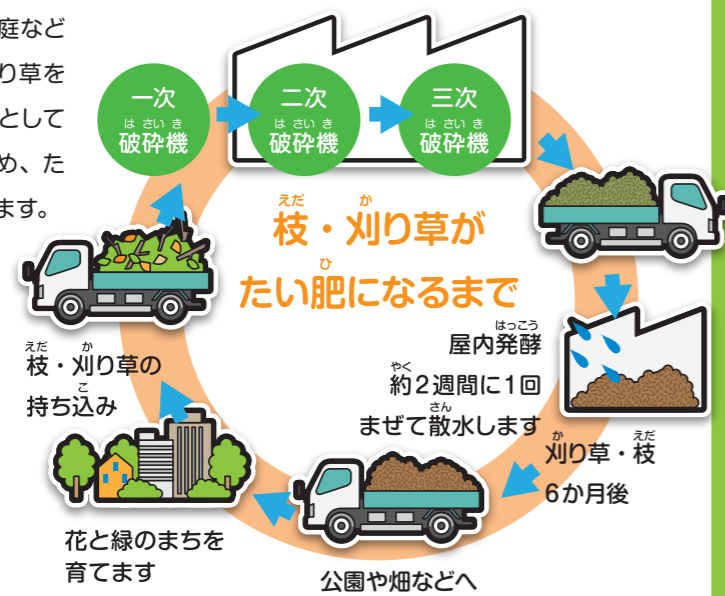 庭など
り草を
として
め、た
ます。
一次
はさいき
破砕機
二次
はさいき
破砕機
三次
はさいき
破砕機
えだ か
枝・刈り草が
ひ
たい肥になるまで
えだ か
枝・刈り草の
こ
持ち込み
はっこう
屋内発酵
やく
約2週間に1回
さん
まぜて散水します
か えだ
刈り草・枝
6か月後
公園や畑などへ
花と緑のまちを
育てます